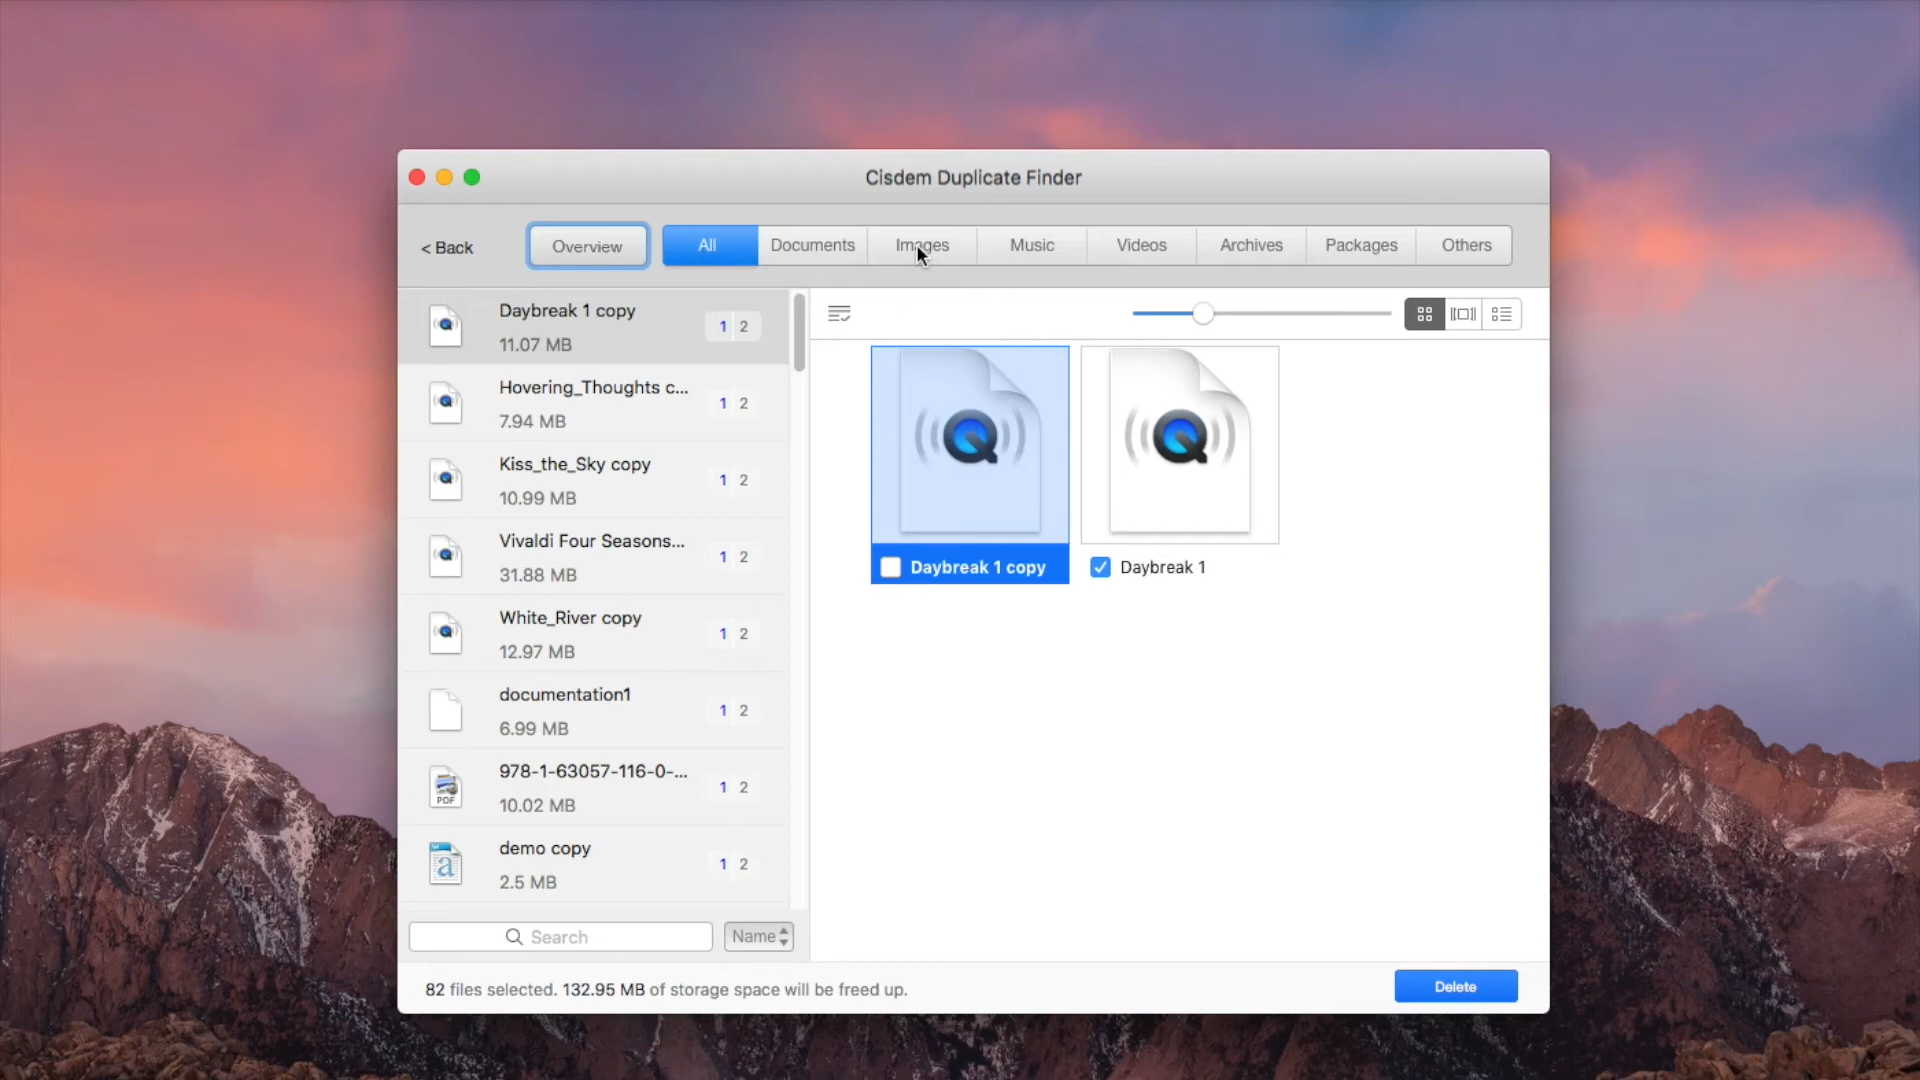 Cisdem Duplicate Finder
< Back
Overview
All
Documents
Images
Music
Videos
Archives
Packages
Others
Daybreak 1 copy
11.07 MB
1 2
Hovering_Thoughts c...
7.94 MB
1 2
Kiss_the_Sky copy
10.99 MB
1 2
Vivaldi Four Seasons...
31.88 MB
1 2
White_River copy
12.97 MB
1 2
documentation1
6.99 MB
1 2
PDF
978-1-63057-116-0-...
10.02 MB
1 2
W
a
demo copy
2.5 MB
1 2
Daybreak 1 copy
Daybreak 1
Search
Name
82 files selected. 132.95 MB of storage space will be freed up.
Delete